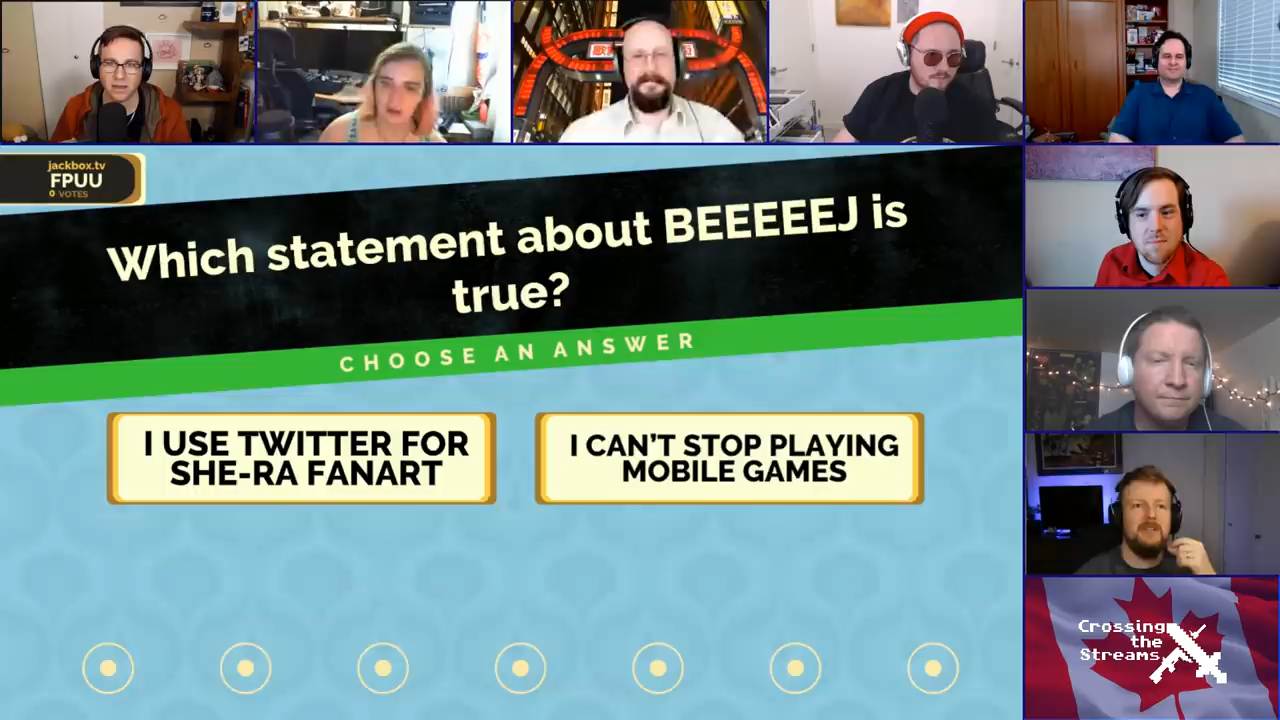 jackbox.tv
FPUU
0 VOTES
Which statement about BEEEEEJ is
true?
CHOOSE AN ANSWER
I USE TWITTER FOR
SHE-RA FANART
I CAN'T STOP PLAYING
MOBILE GAMES
Crossing
the
Streams